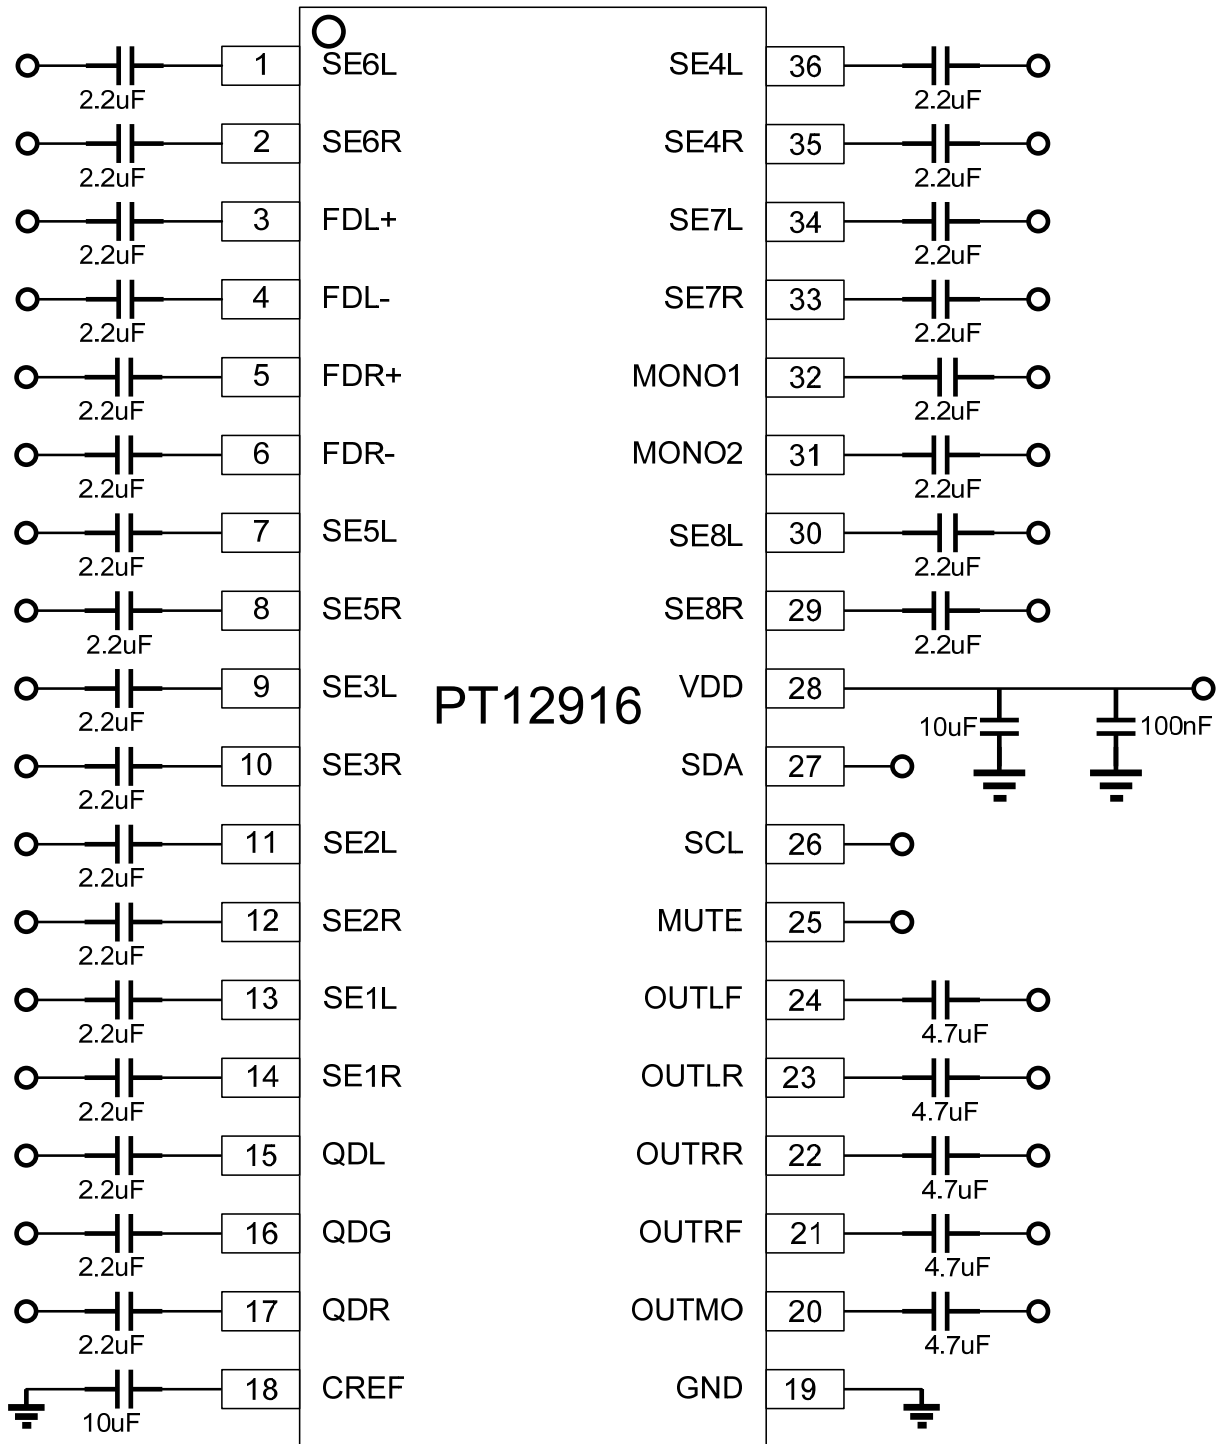 1 SE6L SE4L 36
2.2uF 2.2uF
2 SE6R SE4R 35
2.2uF 2.2uF
3 FDL+ SE7L 34
2.2uF 2.2uF
4 FDL- SE7R 33
2.2uF 2.2uF
5 FDR+ MONO1 32
2.2uF 2.2uF
6 FDR- MONO2 31
2.2uF 2.2uF
7 SE5L SE8L 30
2.2uF 2.2uF
8 SE5R SE8R 29
2.2uF 2.2uF
9 SE3L PT12916 VDD 28
2.2uF 10uF 100nF
10 SE3R SDA 27
2.2uF
11 SE2L SCL 26
2.2uF
12 SE2R MUTE 25
2.2uF
13 SE1L OUTLF 24
2.2uF 4.7uF
14 SE1R OUTLR 23
2.2uF 4.7uF
15 QDL OUTRR 22
2.2uF 4.7uF
16 QDG OUTRF 21
2.2uF 4.7uF
17 QDR OUTMO 20
2.2uF 4.7uF
18 CREF GND 19
10uF